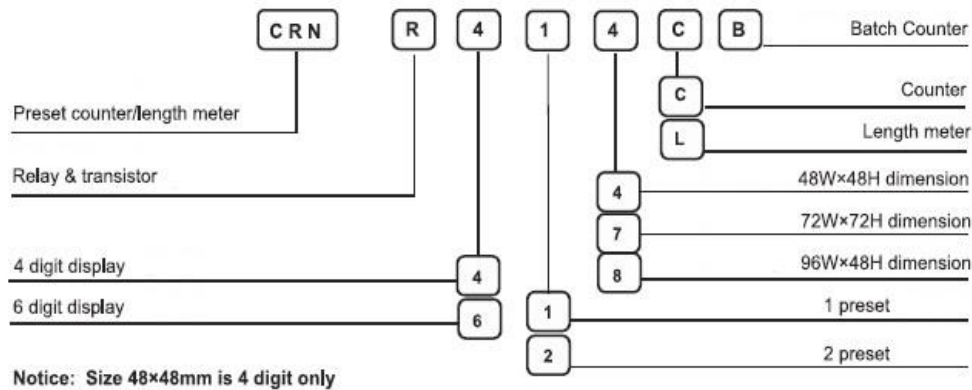 CRN R 4 1 4 C B Batch Counter
C Counter
Preset counter/length meter
L Length meter
Relay & transistor
4 48W×48H dimension
7 72W×72H dimension
4 digit display 4
8 96W×48H dimension
6 digit display 6
1 1 preset
2 2 preset
Notice: Size 48×48mm is 4 digit only